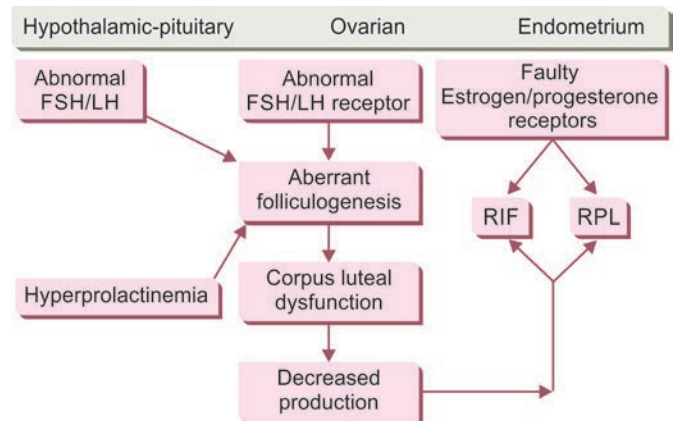 Hypothalamic-pituitary Ovarian Endometrium
Abnormal
FSH/LH
Abnormal
FSH/LH receptor
Faulty
Estrogen/progesterone
receptors
Aberrant
folliculogenesis
RIF
RPL
Hyperprolactinemia
Corpus luteal
dysfunction
Decreased
production